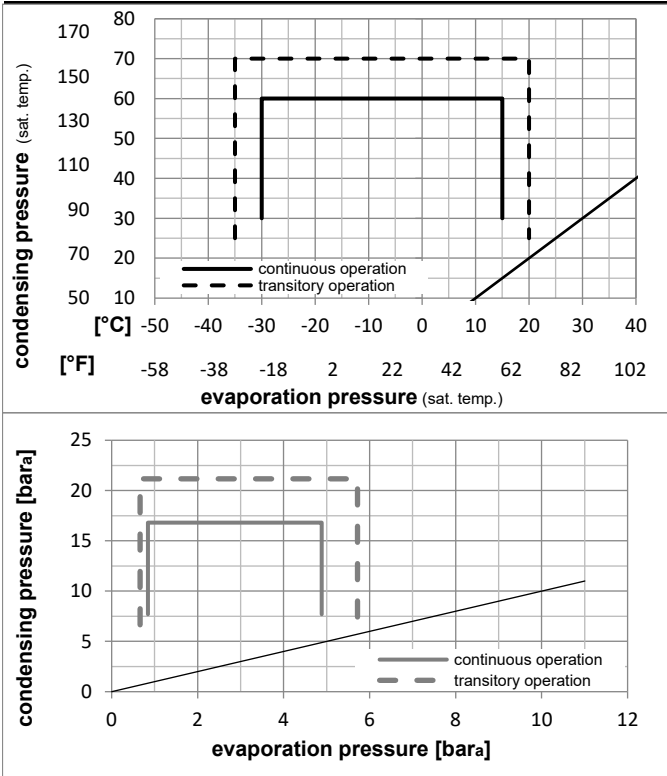 condensing pressure (sat. temp.)
170 80
70
150
60
130 50
110 40
90 30
70 20
50 10
continuous operation
transitory operation
[°C] -50 -40 -30 -20 -10 0 10 20 30 40
[°F] -58 -38 -18 2 22 42 62 82 102
evaporation pressure (sat. temp.)
condensing pressure [bara]
25
20
15
10
5
0
continuous operation
transitory operation
0 2 4 6 8 10 12
evaporation pressure [bara]